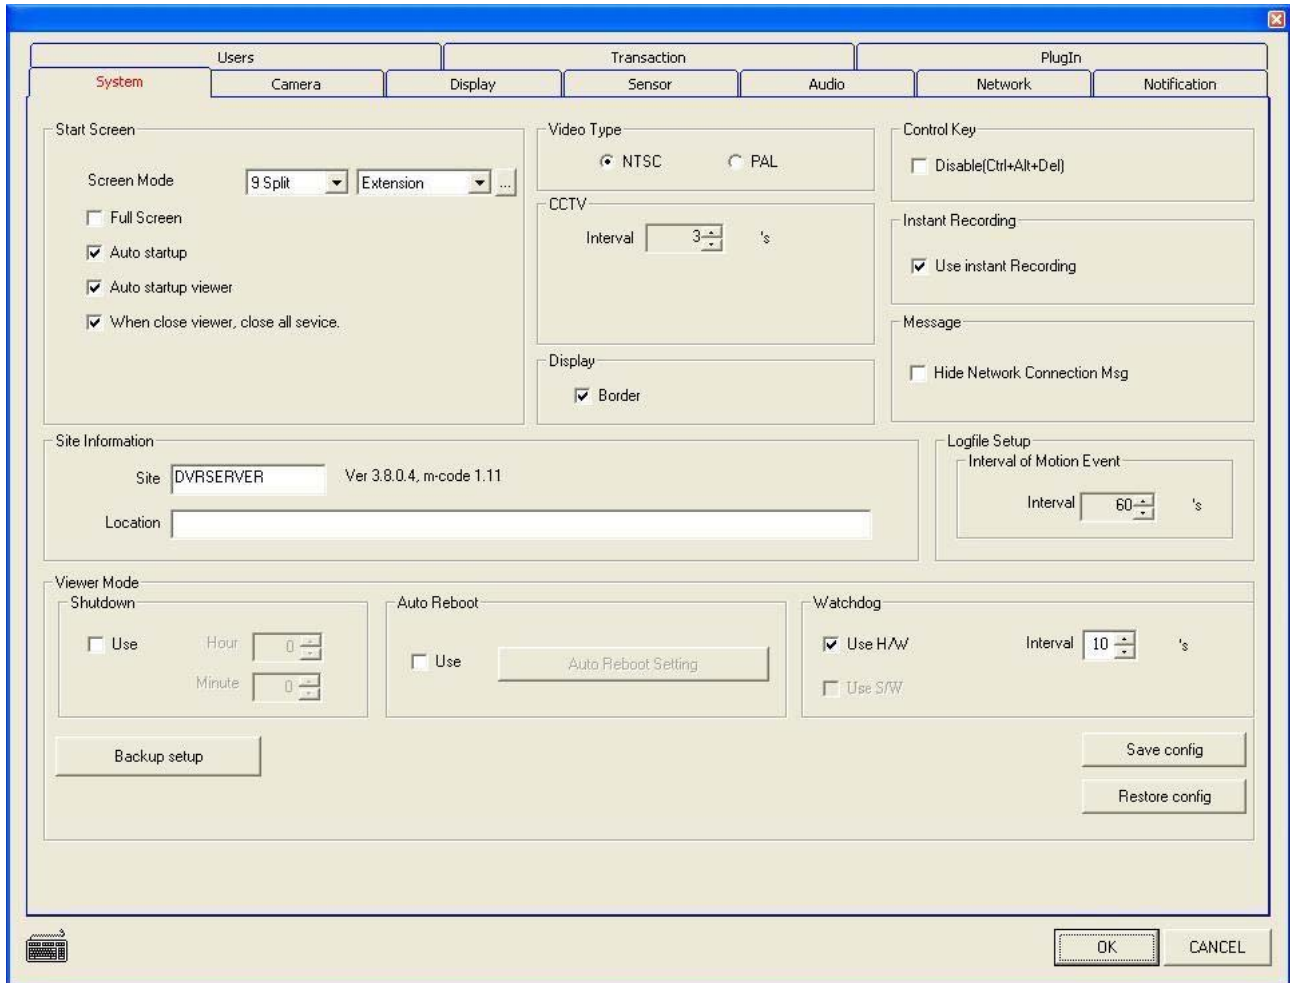 Users Transaction PlugIn
System Camera Display Sensor Audio Network Notification
Start Screen
Screen Mode 9 Split Extension ...
Full Screen
Auto startup
Auto startup viewer
When close viewer, close all sevice.
Video Type
NTSC PAL
CCTV
Interval 3 's
Display
Border
Control Key
Disable(Ctrl+Alt+Del)
Instant Recording
Use instant Recording
Message
Hide Network Connection Msg
Site Information
Site DVRSERVER Ver 3.8.0.4, m-code 1.11
Location
Logfile Setup
Interval of Motion Event
Interval 60 's
Viewer Mode
Shutdown
Use Hour 0
Minute 0
Auto Reboot
Use Auto Reboot Setting
Watchdog
Use H/W Interval 10 's
Use S/W
Backup setup
Save config
Restore config
OK CANCEL